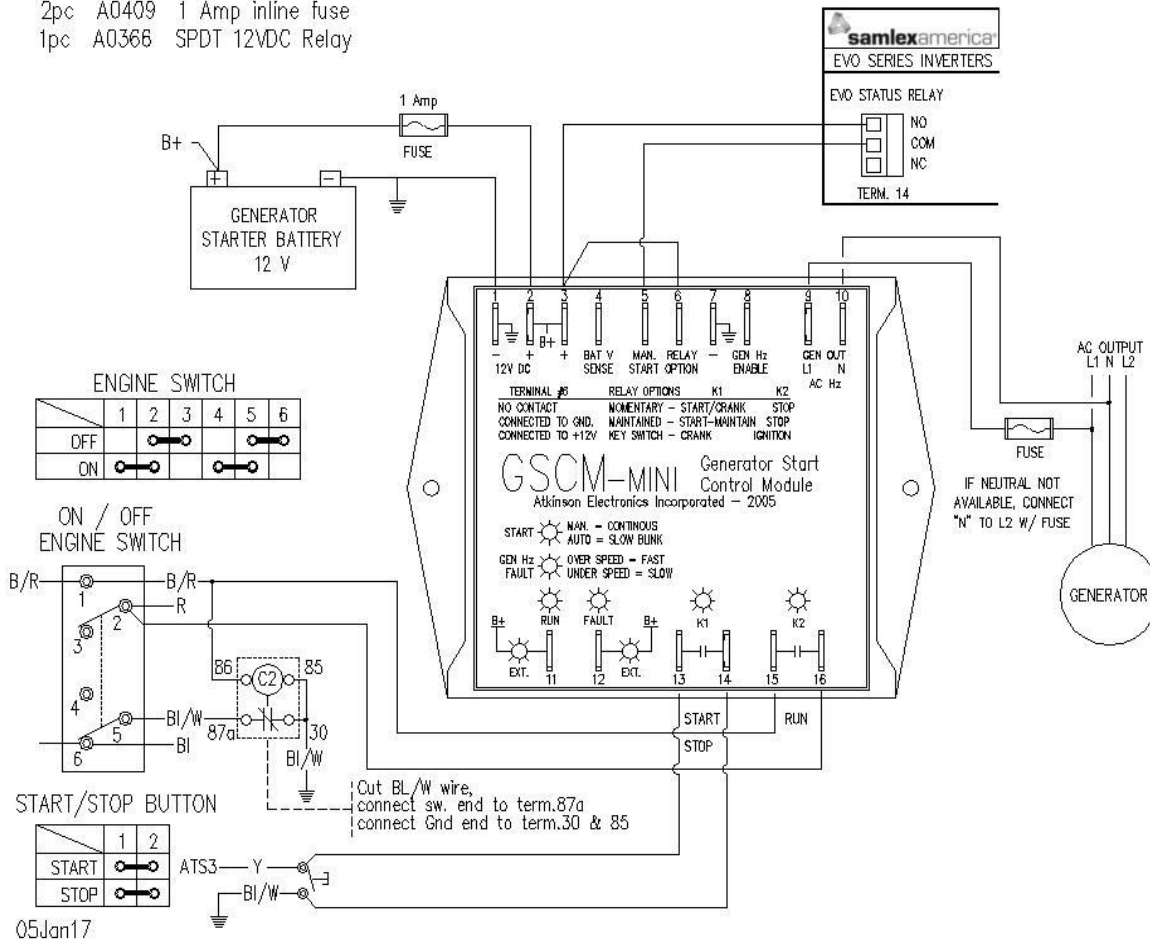 2pc A0409 1 Amp inline fuse
1pc A0366 SPDT 12VDC Relay
samlexamerica
EVO SERIES INVERTERS
EVO STATUS RELAY
NO
COM
NC
TERM. 14
1 Amp
FUSE
B+
+ −
GENERATOR
STARTER BATTERY
12 V
1 2 3 4 5 6 7 8 9 10
B+
− + + BAT V MAN. RELAY − GEN Hz GEN OUT
12V DC SENSE START OPTION ENABLE L1 N
AC Hz
TERMINAL #6 RELAY OPTIONS K1 K2
NO CONTACT MOMENTARY – START/CRANK STOP
CONNECTED TO GND. MAINTAINED – START-MAINTAIN STOP
CONNECTED TO +12V KEY SWITCH – CRANK IGNITION
GSCM-MINI Generator Start
Control Module
Atkinson Electronics Incorporated – 2005
START MAN. = CONTINOUS
AUTO = SLOW BLINK
GEN Hz OVER SPEED = FAST
FAULT UNDER SPEED = SLOW
B+ RUN FAULT B+ K1 K2
EXT. EXT.
11 12 13 14 15 16
START RUN
STOP
AC OUTPUT
L1 N L2
FUSE
IF NEUTRAL NOT
AVAILABLE, CONNECT
"N" TO L2 W/ FUSE
GENERATOR
ENGINE SWITCH
1 2 3 4 5 6
OFF
ON
ON / OFF
ENGINE SWITCH
B/R B/R
1
R
2
3
4
5
6
Bl/W
Bl
86 C2 85
87a 30
Bl/W
Cut BL/W wire,
connect sw. end to term.87a
connect Gnd end to term.30 & 85
START/STOP BUTTON
1 2
START
STOP
ATS3 Y
Bl/W
05Jan17